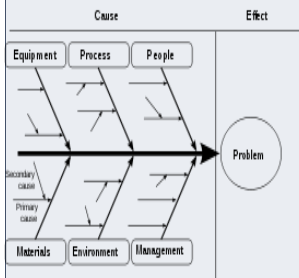 Cause Effect
Equipment Process People
Problem
Secondary
cause
Primary
cause
Materials Environment Management